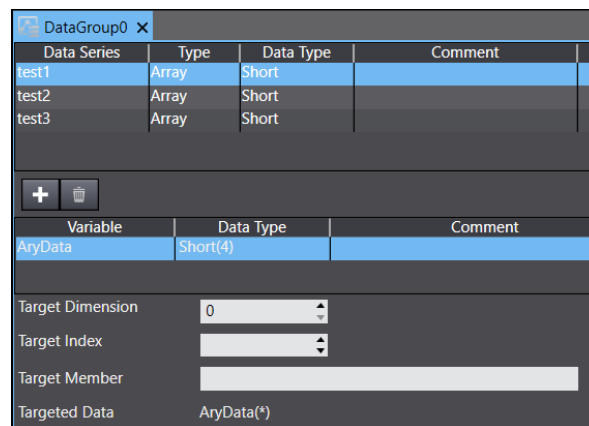 DataGroup0
Data Series Type Data Type Comment
test1 Array Short
test2 Array Short
test3 Array Short
Variable Data Type Comment
AryData Short(4)
Target Dimension 0
Target Index
Target Member
Targeted Data AryData(*)